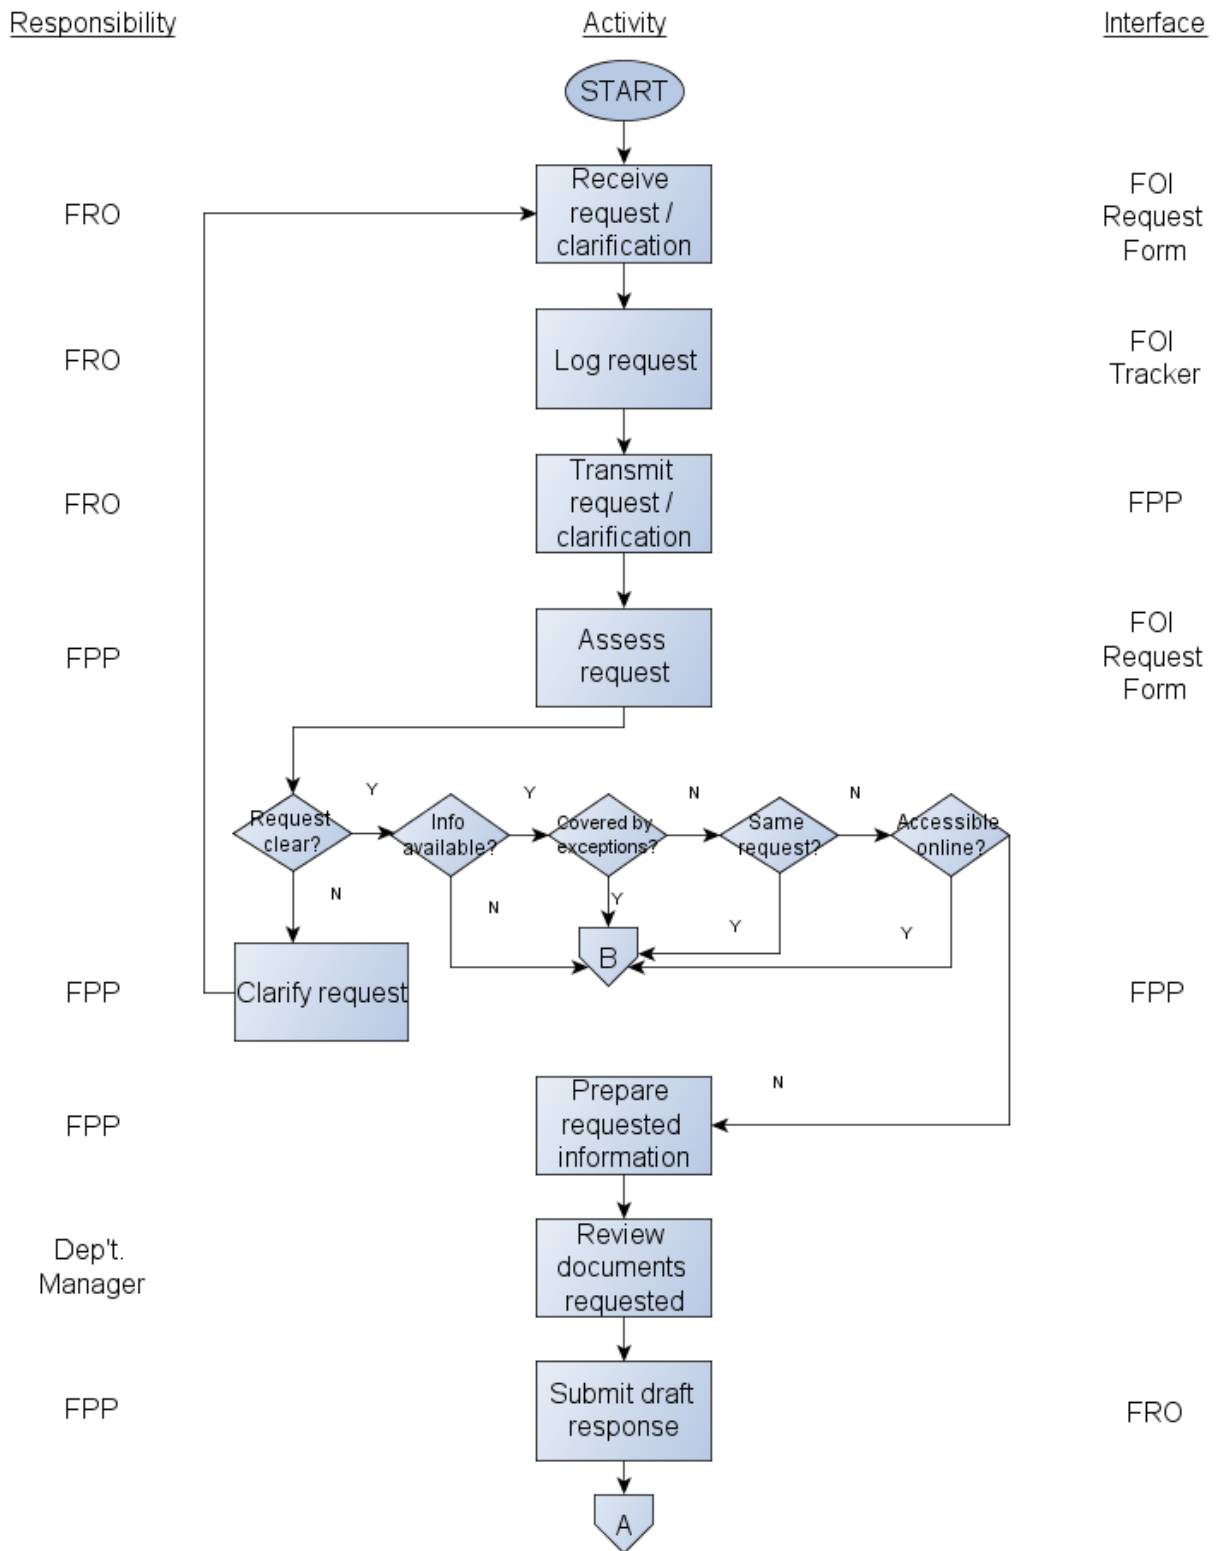 Responsibility
Activity
Interface
START
FRO
Receive
request /
clarification
FOI
Request
Form
FRO
Log request
FOI
Tracker
FRO
Transmit
request /
clarification
FPP
FPP
Assess
request
FOI
Request
Form
Request
clear?
Y
Info
available?
Y
Covered by
exceptions?
N
Same
request?
N
Accessible
online?
N
N
Y
Y
Y
B
FPP
Clarify request
FPP
N
FPP
Prepare
requested
information
Dep't.
Manager
Review
documents
requested
FPP
Submit draft
response
FRO
A